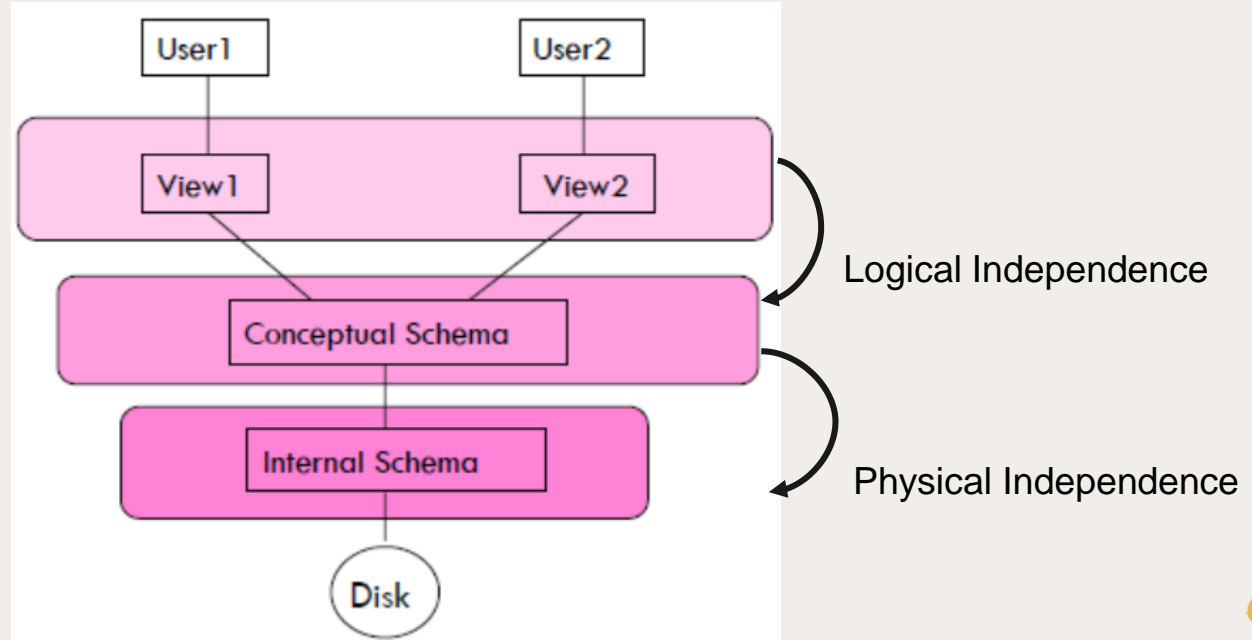 User1
User2
View1
View2
Logical Independence
Conceptual Schema
Internal Schema
Physical Independence
Disk